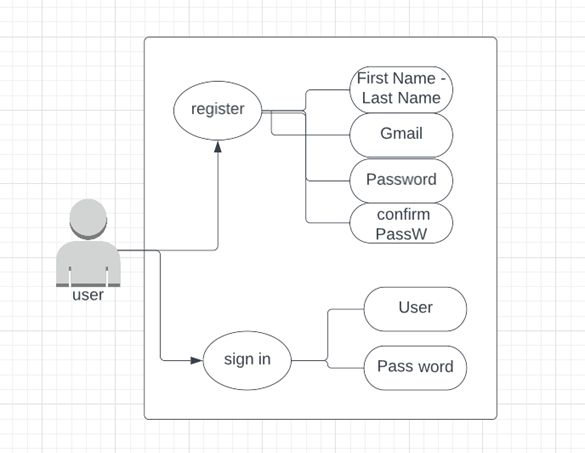 register
First Name -
Last Name
Gmail
Password
confirm
PassW
user
sign in
User
Pass word